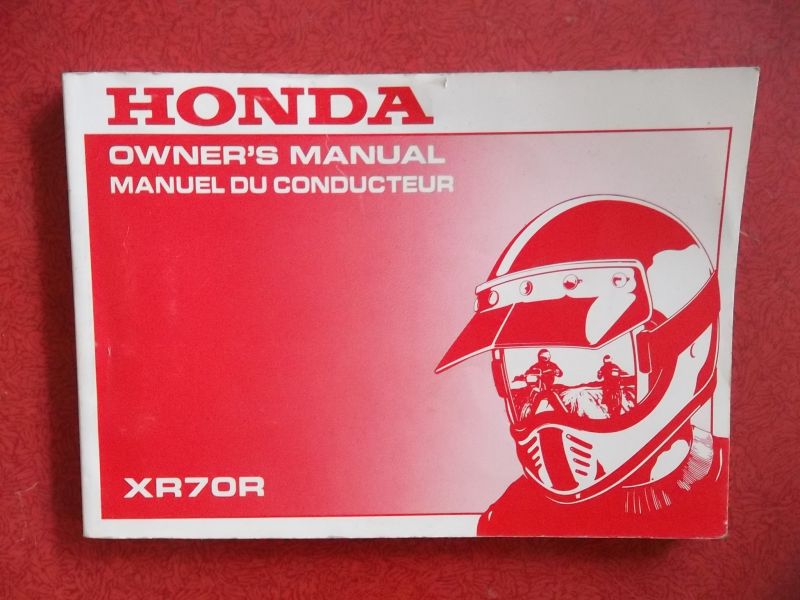 HONDA
OWNER'S MANUAL
MANUEL DU CONDUCTEUR
XR70R